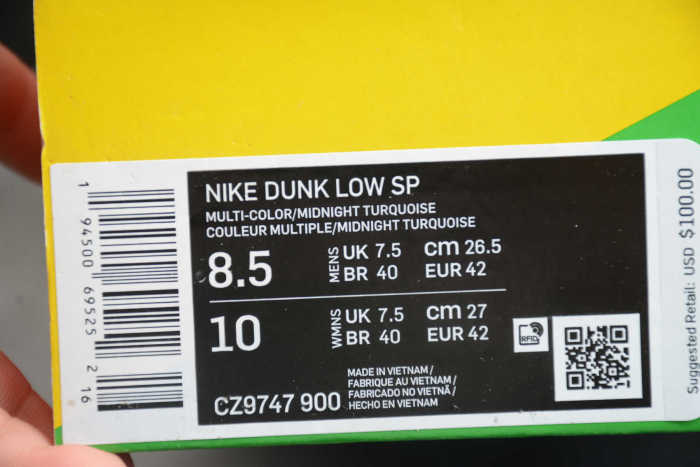 NIKE DUNK LOW SP
MULTI-COLOR/MIDNIGHT TURQUOISE
COULEUR MULTIPLE/MIDNIGHT TURQUOISE
8.5 MENS UK 7.5 cm 26.5
BR 40 EUR 42
10 WMNS UK 7.5 cm 27
BR 40 EUR 42
RFID
MADE IN VIETNAM/
FABRIQUE AU VIETNAM/
FABRICADO NO VIETNÃ/
HECHO EN VIETNAM
CZ9747 900
1 94500 69525 2 16
Suggested Retail: USD $100.00